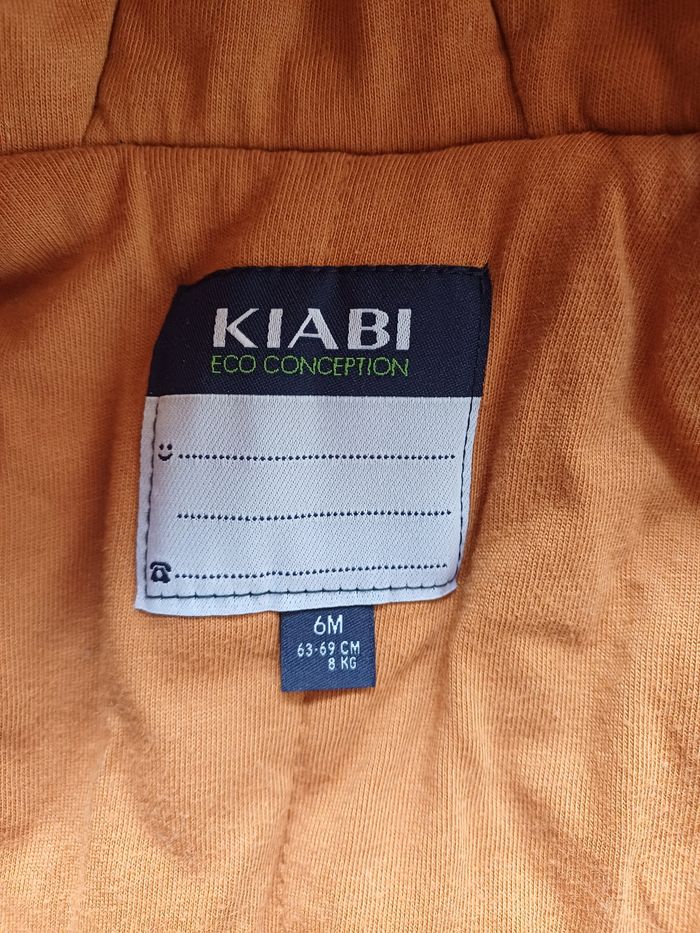 KIABI
ECO CONCEPTION
6M
63-69 CM
8 KG